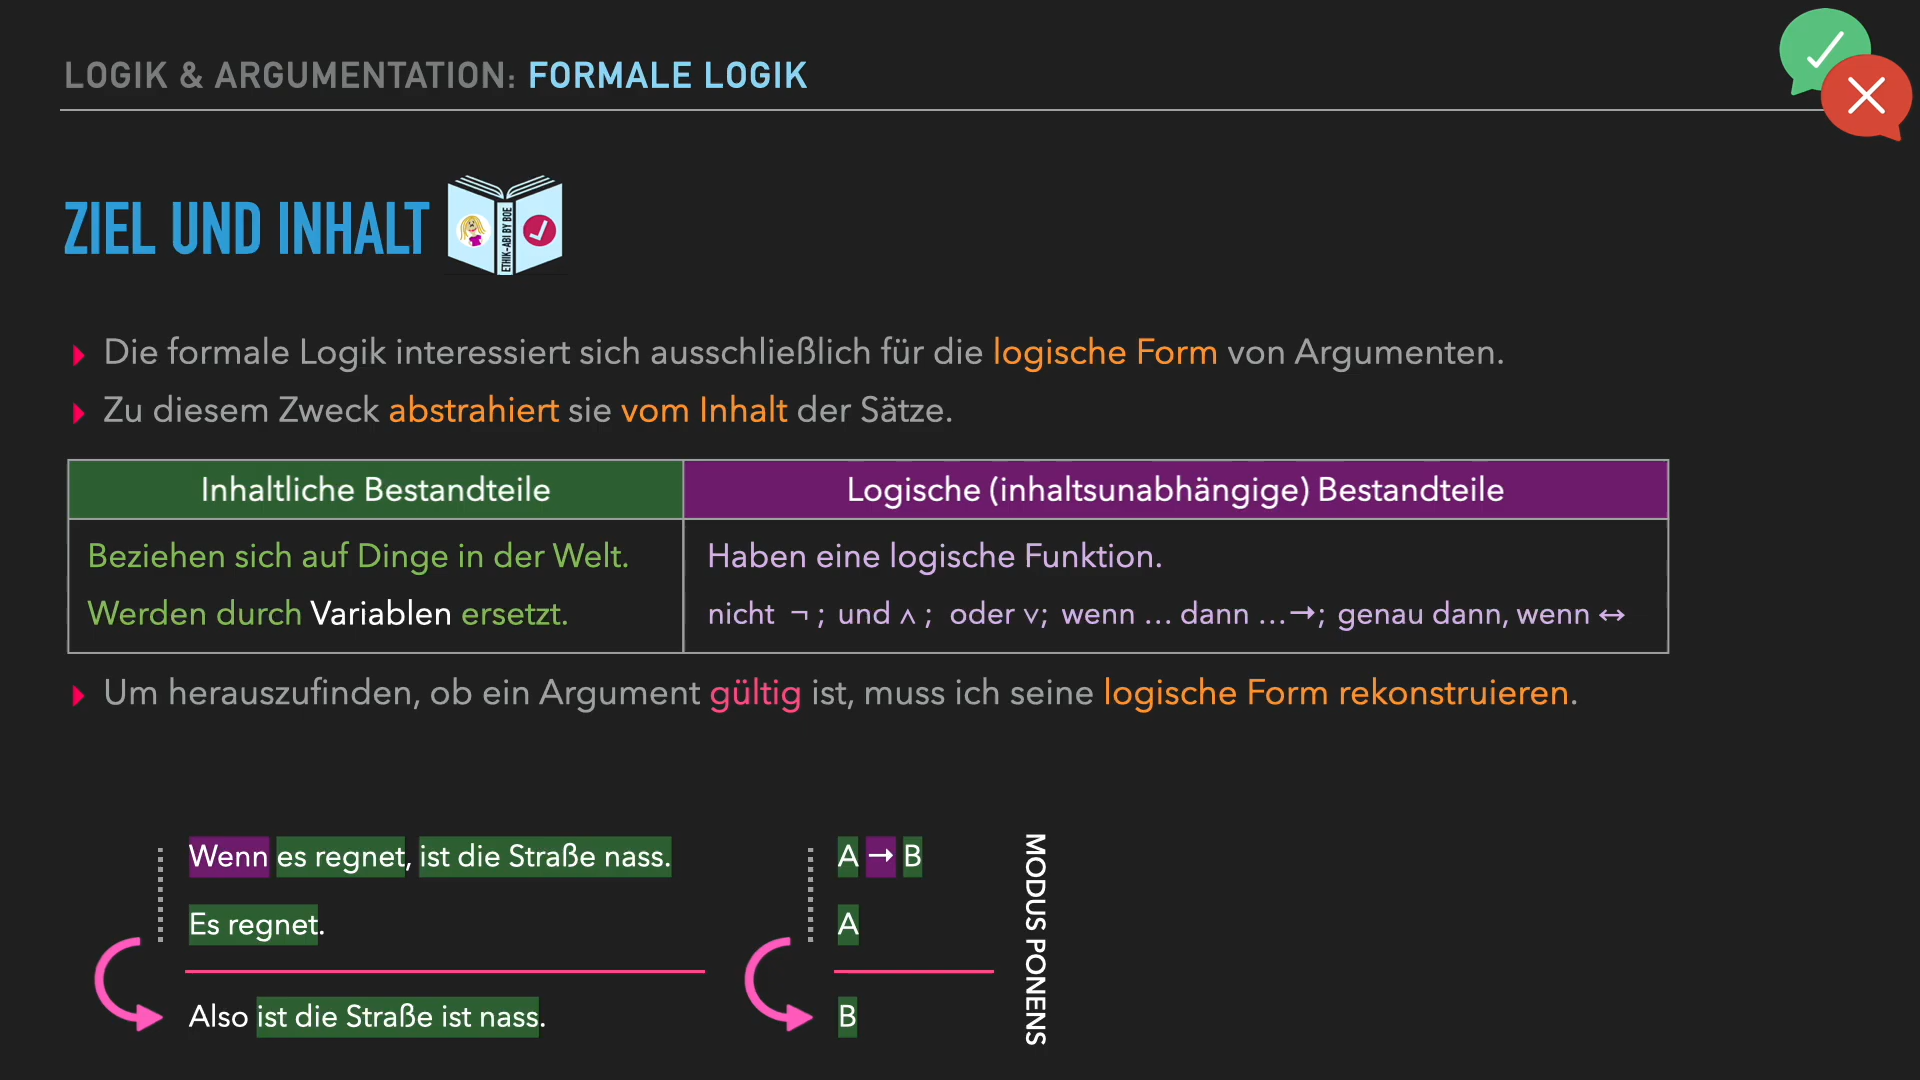 LOGIK & ARGUMENTATION: FORMALE LOGIK
ZIEL UND INHALT
ETHIK-ABI BY BOE
Die formale Logik interessiert sich ausschließlich für die logische Form von Argumenten.
Zu diesem Zweck abstrahiert sie vom Inhalt der Sätze.
Inhaltliche Bestandteile
Logische (inhaltsunabhängige) Bestandteile
Beziehen sich auf Dinge in der Welt.
Werden durch Variablen ersetzt.
Haben eine logische Funktion.
nicht ¬ ; und ∧ ; oder ∨; wenn … dann …→; genau dann, wenn ↔
Um herauszufinden, ob ein Argument gültig ist, muss ich seine logische Form rekonstruieren.
Wenn es regnet, ist die Straße nass.
Es regnet.
Also ist die Straße ist nass.
A → B
A
B
MODUS PONENS